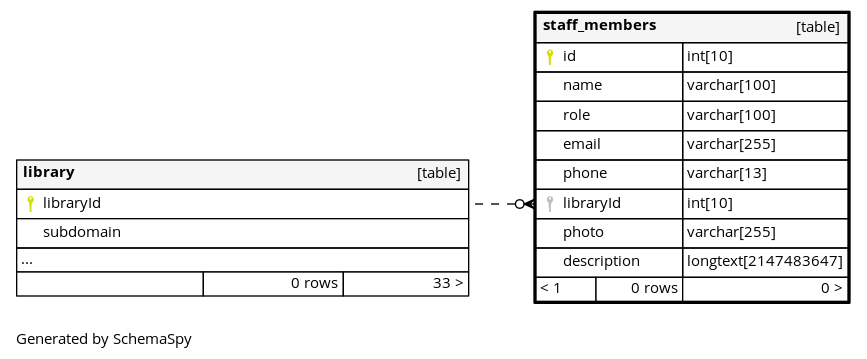 staff_members [table]
id int[10]
name varchar[100]
role varchar[100]
email varchar[255]
phone varchar[13]
libraryId int[10]
photo varchar[255]
description longtext[2147483647]
< 1 0 rows 0 >
library [table]
libraryId
subdomain
...
0 rows 33 >
Generated by SchemaSpy